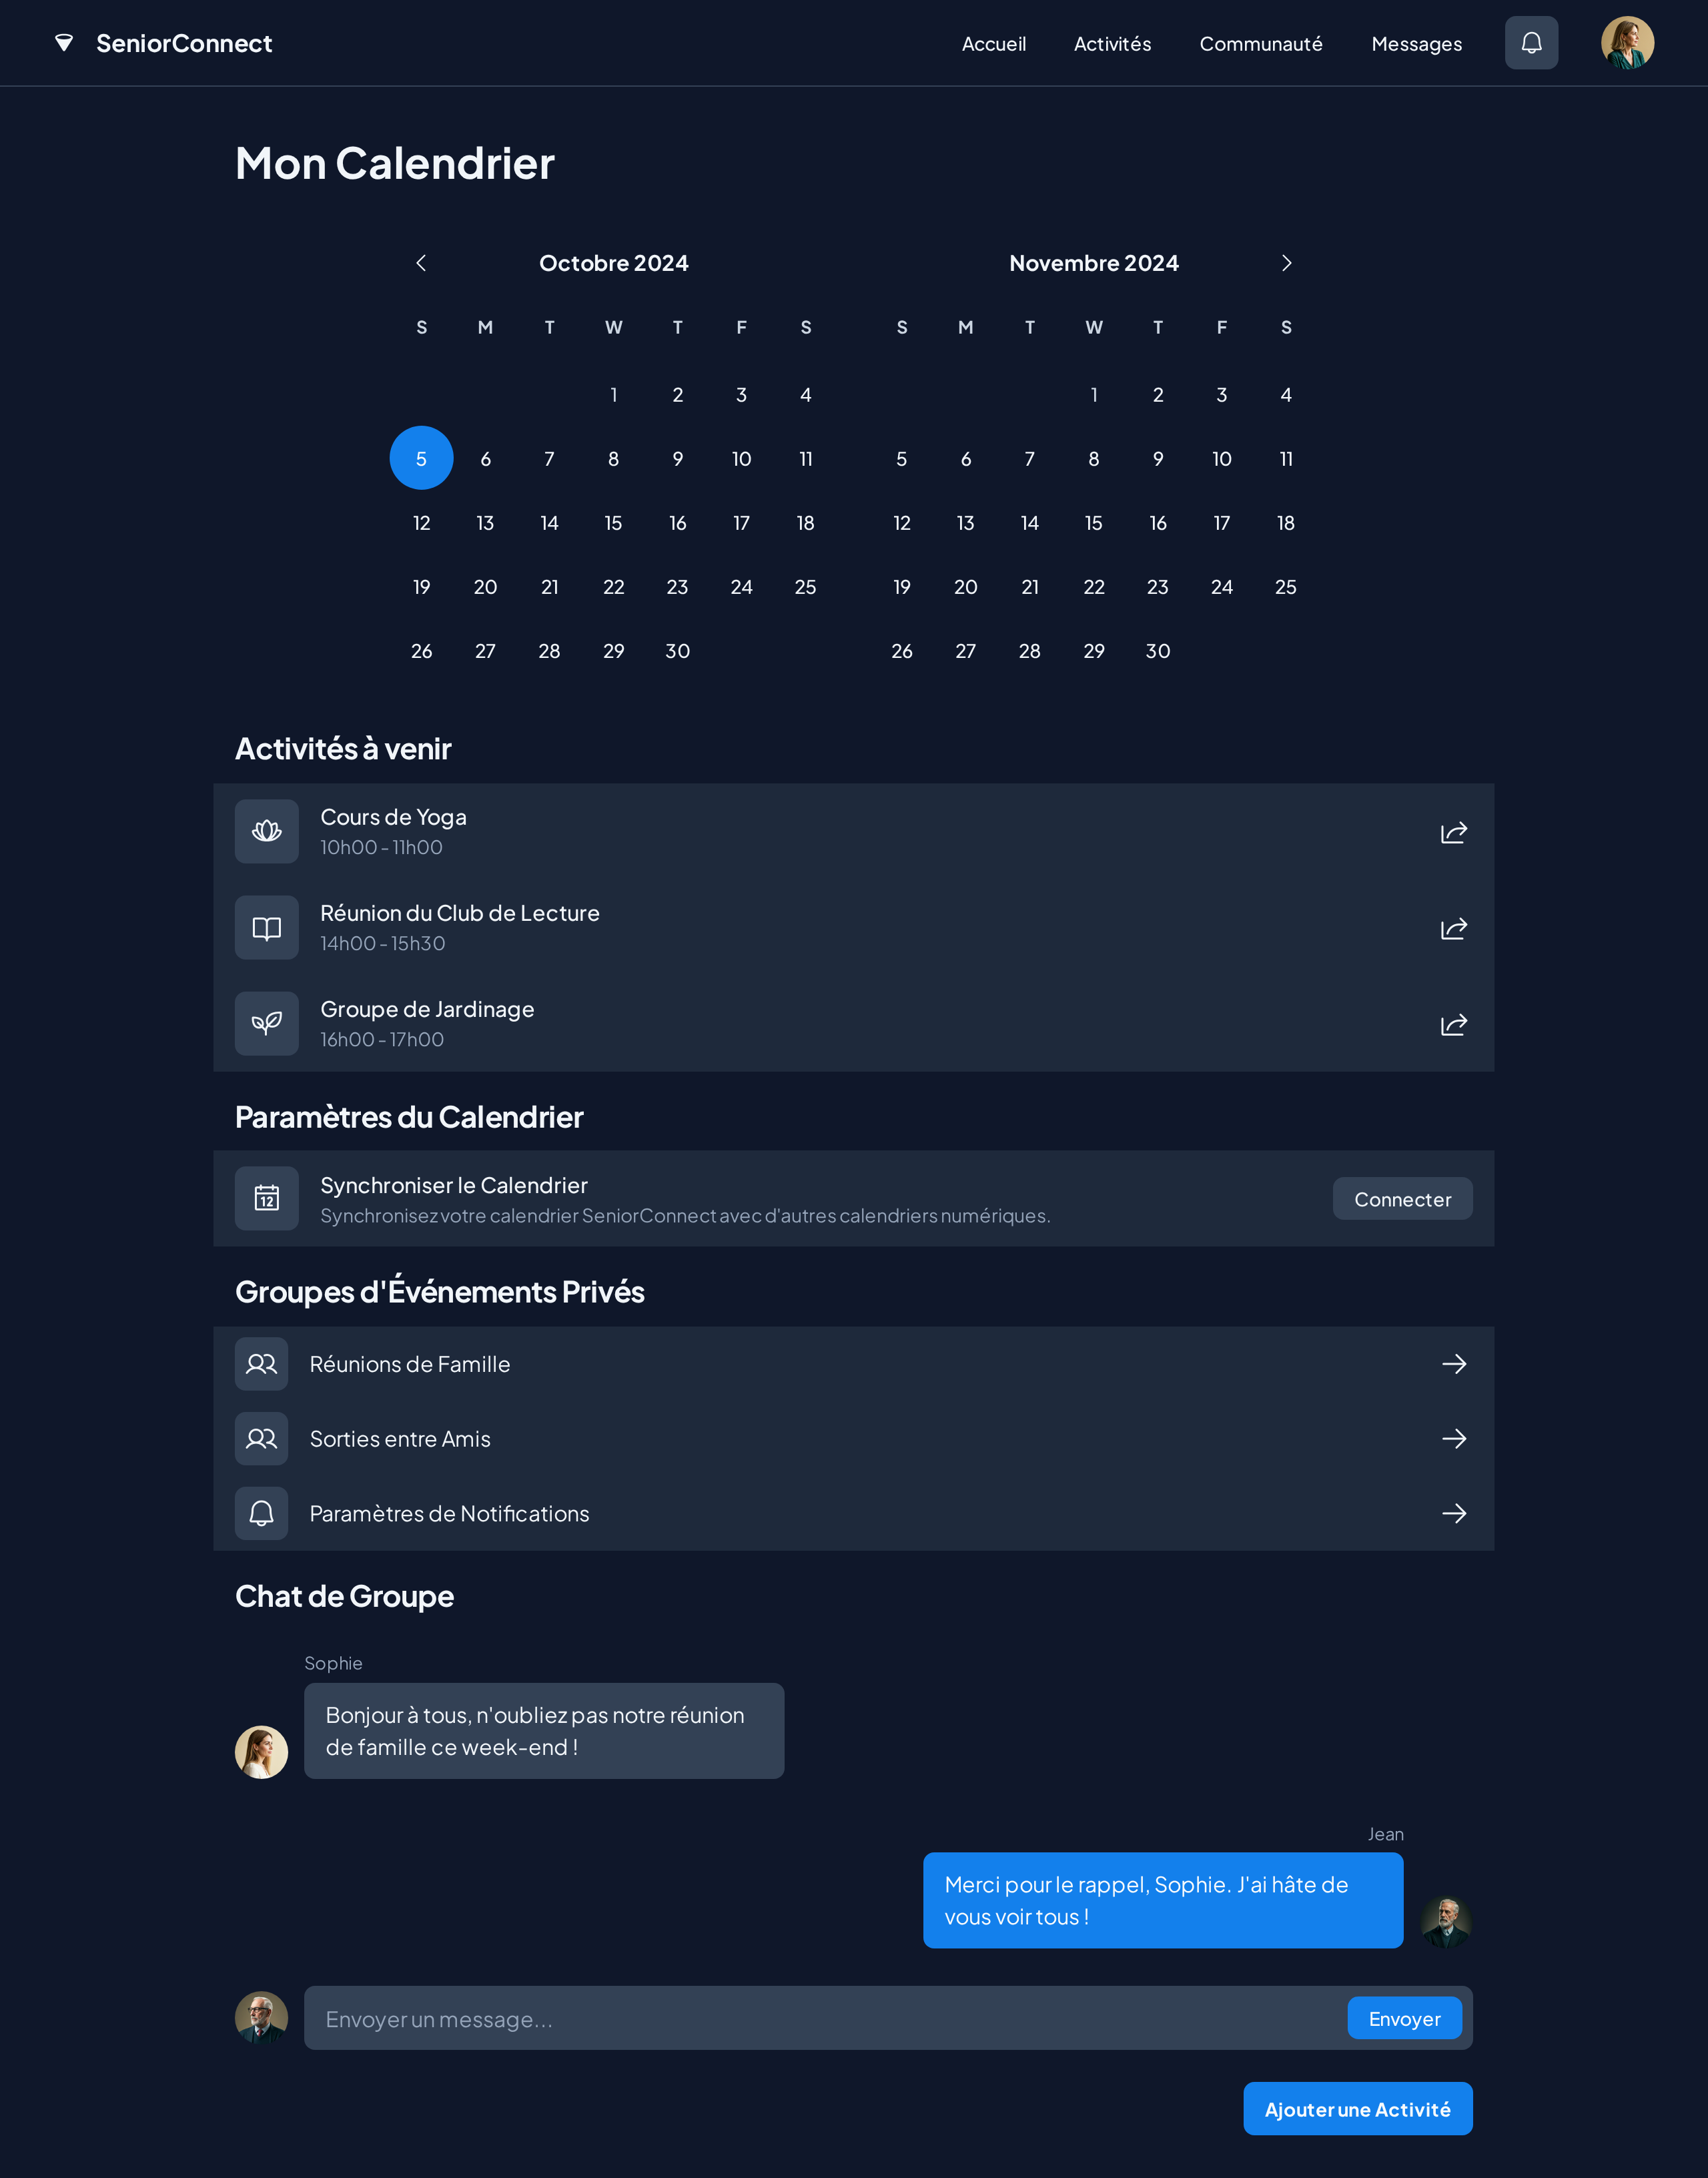 SeniorConnect
Accueil
Activités
Communauté
Messages
Mon Calendrier
Octobre 2024
S M T W T F S
1 2 3 4
5 6 7 8 9 10 11
12 13 14 15 16 17 18
19 20 21 22 23 24 25
26 27 28 29 30
Novembre 2024
S M T W T F S
1 2 3 4
5 6 7 8 9 10 11
12 13 14 15 16 17 18
19 20 21 22 23 24 25
26 27 28 29 30
Activités à venir
Cours de Yoga
10h00 - 11h00
Réunion du Club de Lecture
14h00 - 15h30
Groupe de Jardinage
16h00 - 17h00
Paramètres du Calendrier
12
Synchroniser le Calendrier
Synchronisez votre calendrier SeniorConnect avec d'autres calendriers numériques.
Connecter
Groupes d'Événements Privés
Réunions de Famille
Sorties entre Amis
Paramètres de Notifications
Chat de Groupe
Sophie
Bonjour à tous, n'oubliez pas notre réunion
de famille ce week-end !
Jean
Merci pour le rappel, Sophie. J'ai hâte de
vous voir tous !
Envoyer un message...
Envoyer
Ajouter une Activité